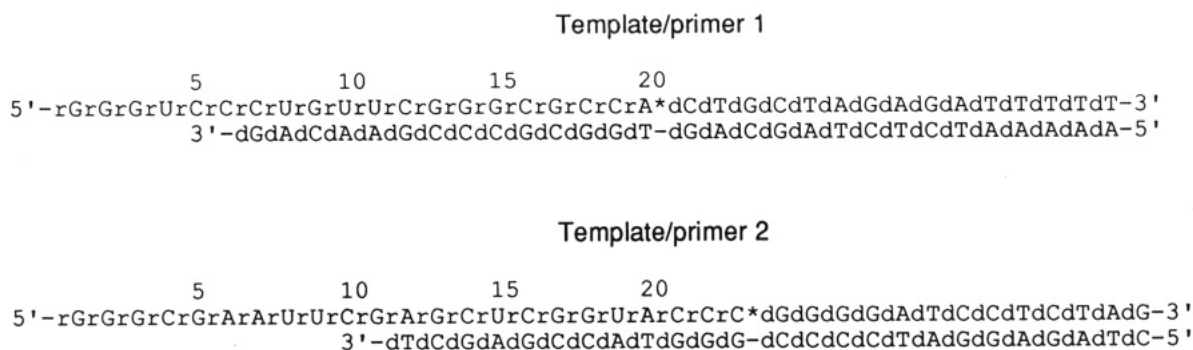 Template/primer 1
5 10 15 20
5'-rGrGrGrUrCrCrCrUrGrUrUrCrGrGrGrCrGrCrCrA*dCdTdGdCdTdAdGdAdGdAdTdTdTdTdT-3'
3'-dGdAdCdAdAdGdCdCdCdGdCdGdGdT-dGdAdCdGdAdTdCdTdCdTdAdAdAdAdA-5'
Template/primer 2
5 10 15 20
5'-rGrGrGrCrGrArArUrUrCrGrArGrCrUrCrGrGrUrArCrCrC*dGdGdGdGdAdTdCdCdTdCdTdAdG-3'
3'-dTdCdGdAdGdCdCdAdTdGdGdG-dCdCdCdCdTdAdGdGdAdGdAdTdC-5'